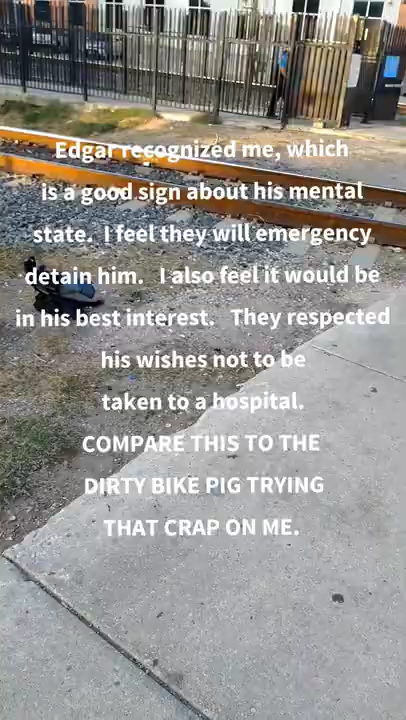 Edgar recognized me, which
is a good sign about his mental
state. I feel they will emergency
detain him. I also feel it would be
in his best interest. They respected
his wishes not to be
taken to a hospital.
COMPARE THIS TO THE
DIRTY BIKE PIG TRYING
THAT CRAP ON ME.